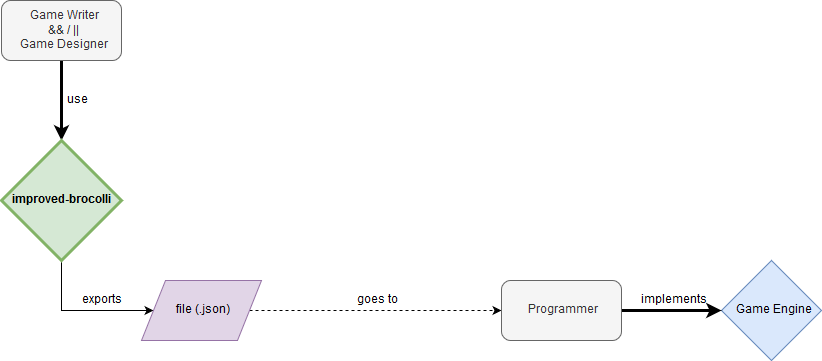 Game Writer
&& / ||
Game Designer
use
improved-brocolli
exports
file (.json)
goes to
Programmer
implements
Game Engine